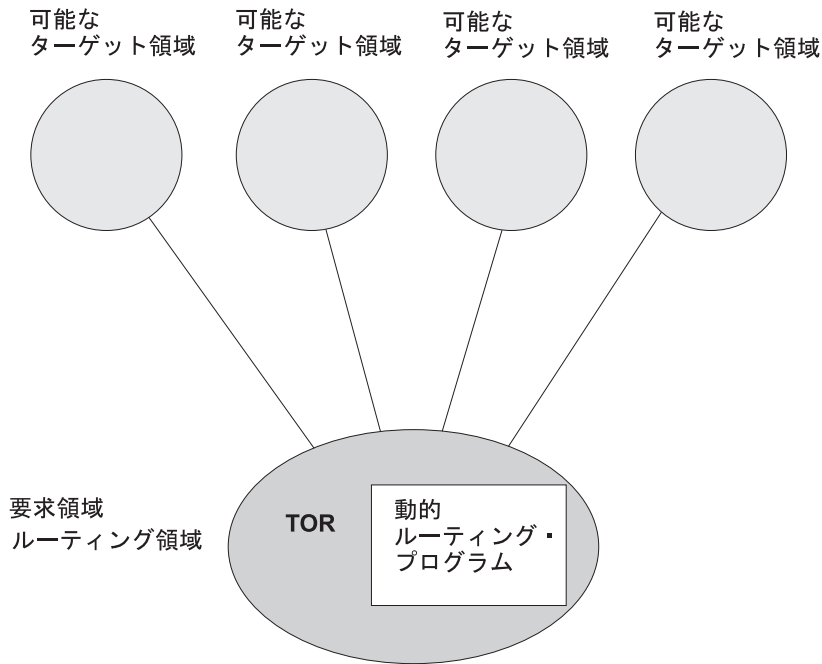 可能な
ターゲット領域
可能な
ターゲット領域
可能な
ターゲット領域
可能な
ターゲット領域
要求領域
ルーティング領域
TOR
動的
ルーティング・
プログラム